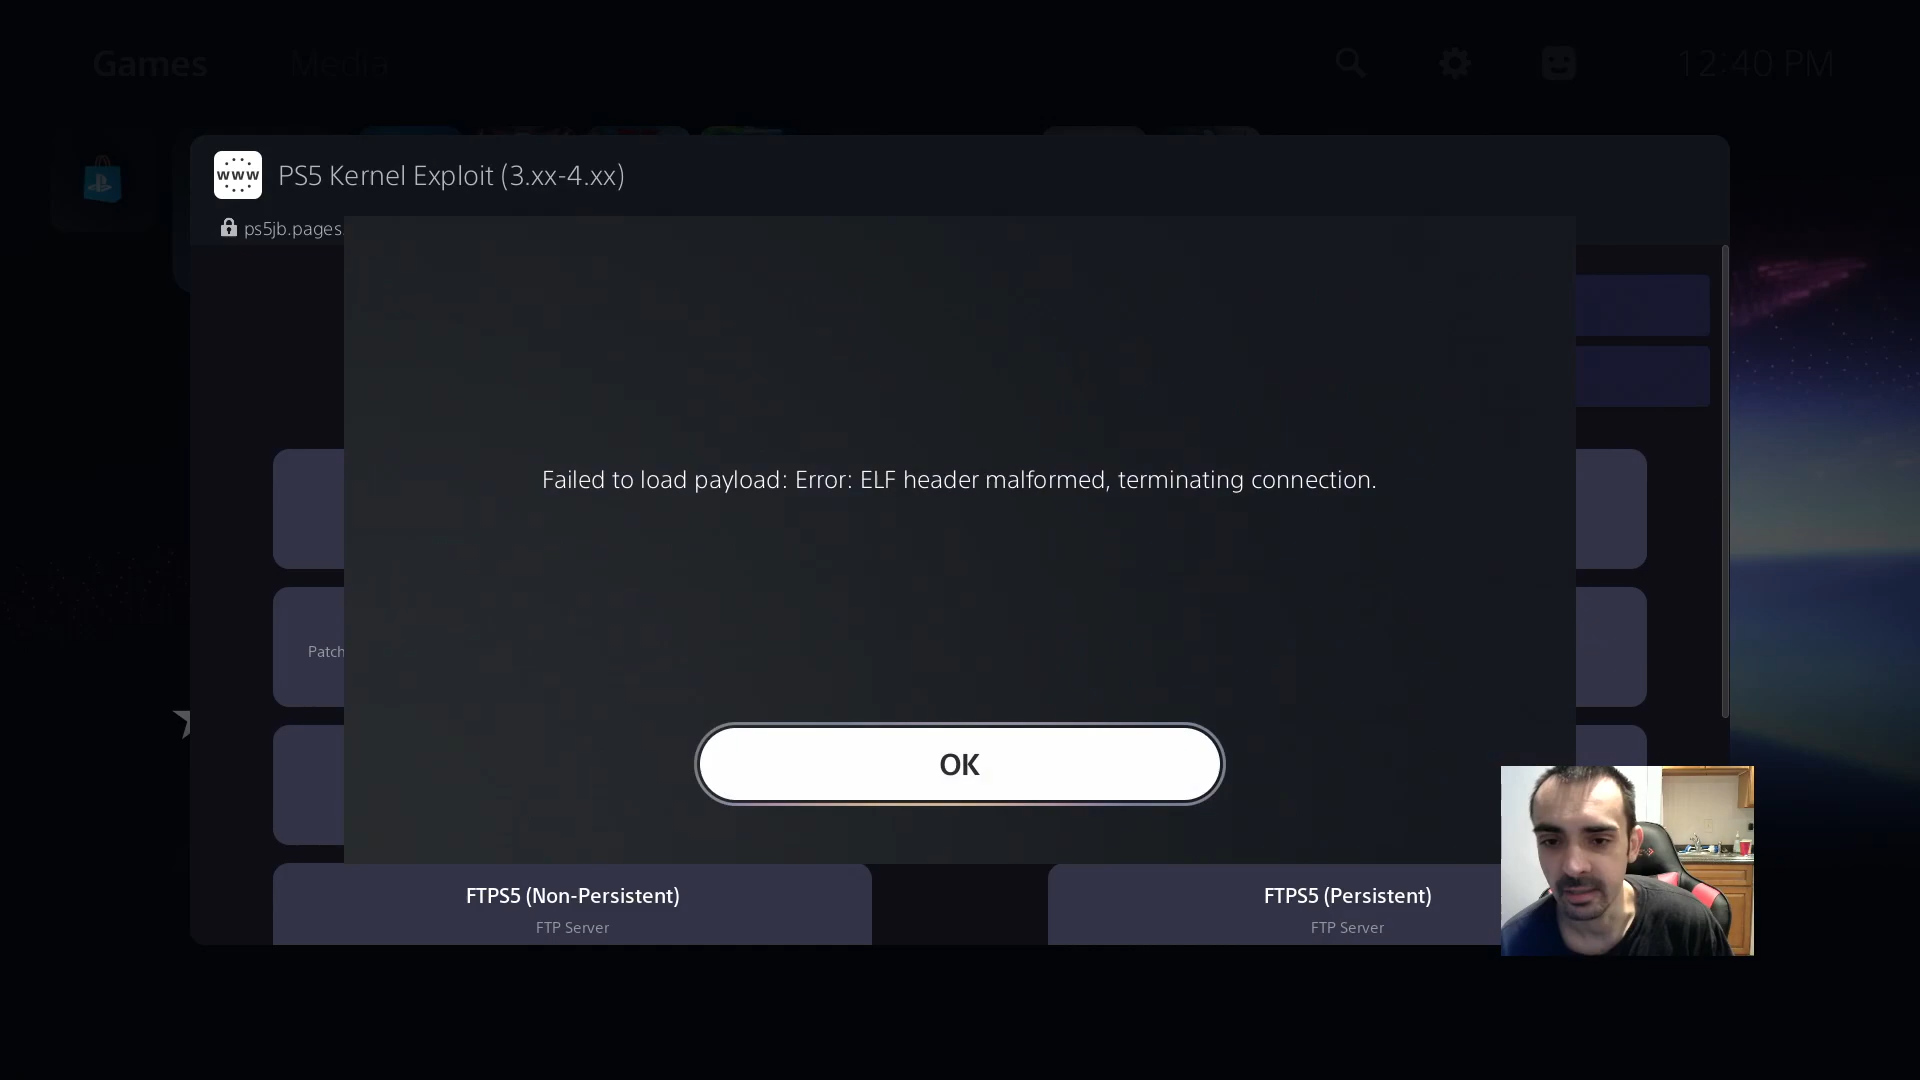 Games
Media
12:40 PM
www
PS5 Kernel Exploit (3.xx-4.xx)
ps5jb.pages.
Failed to load payload: Error: ELF header malformed, terminating connection.
Patch
OK
FTPS5 (Non-Persistent)
FTP Server
FTPS5 (Persistent)
FTP Server